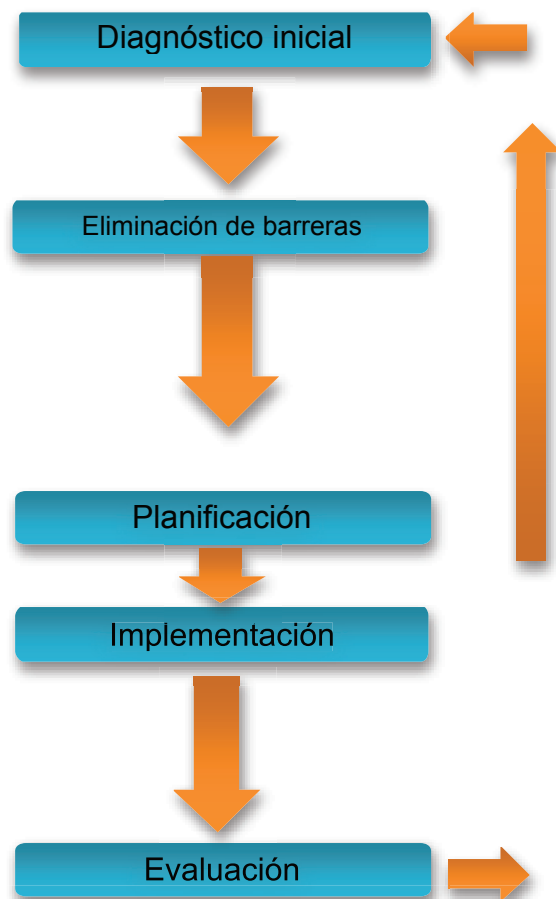 Diagnóstico inicial
Eliminación de barreras
Planificación
Implementación
Evaluación